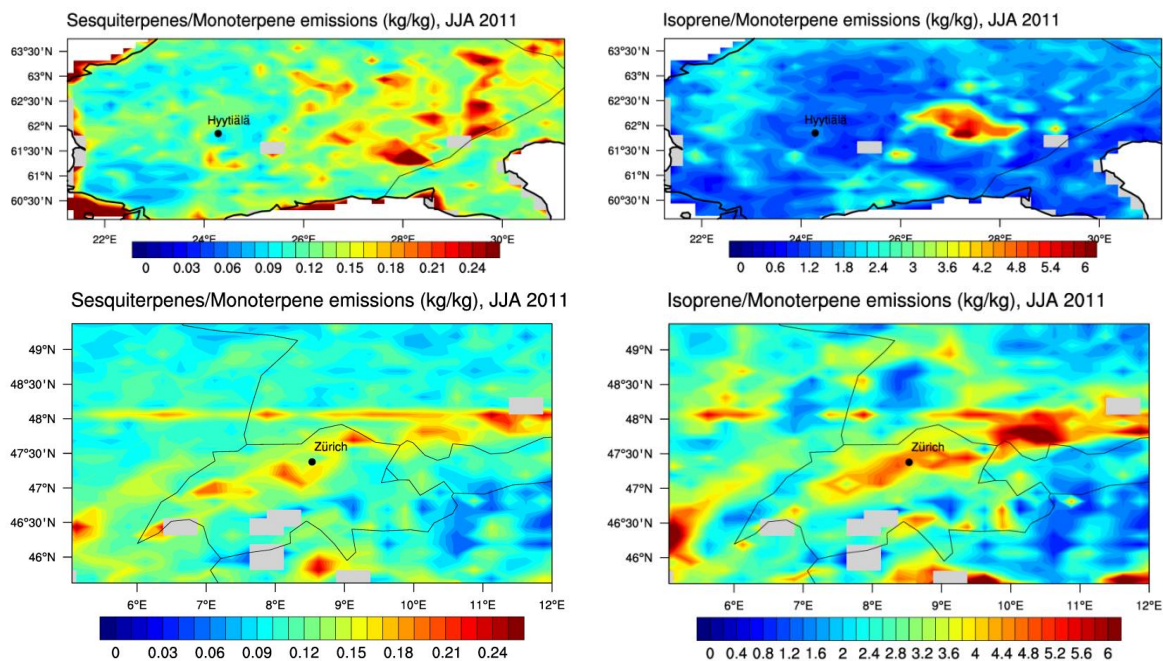 Sesquiterpenes/Monoterpene emissions (kg/kg), JJA 2011
63°30'N
63°N
62°30'N
62°N
61°30'N
61°N
60°30'N
Hyytiälä
22°E 24°E 26°E 28°E 30°E
0 0.03 0.06 0.09 0.12 0.15 0.18 0.21 0.24
Isoprene/Monoterpene emissions (kg/kg), JJA 2011
63°30'N
63°N
62°30'N
62°N
61°30'N
61°N
60°30'N
Hyytiälä
22°E 24°E 26°E 28°E 30°E
0 0.6 1.2 1.8 2.4 3 3.6 4.2 4.8 5.4 6
Sesquiterpenes/Monoterpene emissions (kg/kg), JJA 2011
49°N
48°30'N
48°N
47°30'N
47°N
46°30'N
46°N
Zürich
6°E 7°E 8°E 9°E 10°E 11°E 12°E
0 0.03 0.06 0.09 0.12 0.15 0.18 0.21 0.24
Isoprene/Monoterpene emissions (kg/kg), JJA 2011
49°N
48°30'N
48°N
47°30'N
47°N
46°30'N
46°N
Zürich
6°E 7°E 8°E 9°E 10°E 11°E 12°E
0 0.4 0.8 1.2 1.6 2 2.4 2.8 3.2 3.6 4 4.4 4.8 5.2 5.6 6